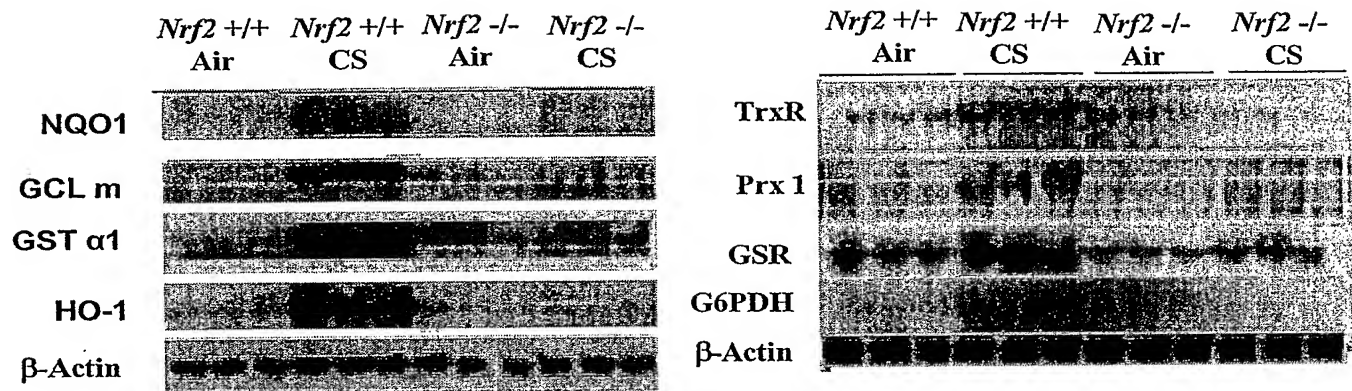 Nrf2 +/+ Nrf2 +/+ Nrf2 -/- Nrf2 -/-
Air CS Air CS
NQO1
GCL m
GST α1
HO-1
β-Actin
Nrf2 +/+ Nrf2 +/+ Nrf2 -/- Nrf2 -/-
Air CS Air CS
TrxR
Prx 1
GSR
G6PDH
β-Actin